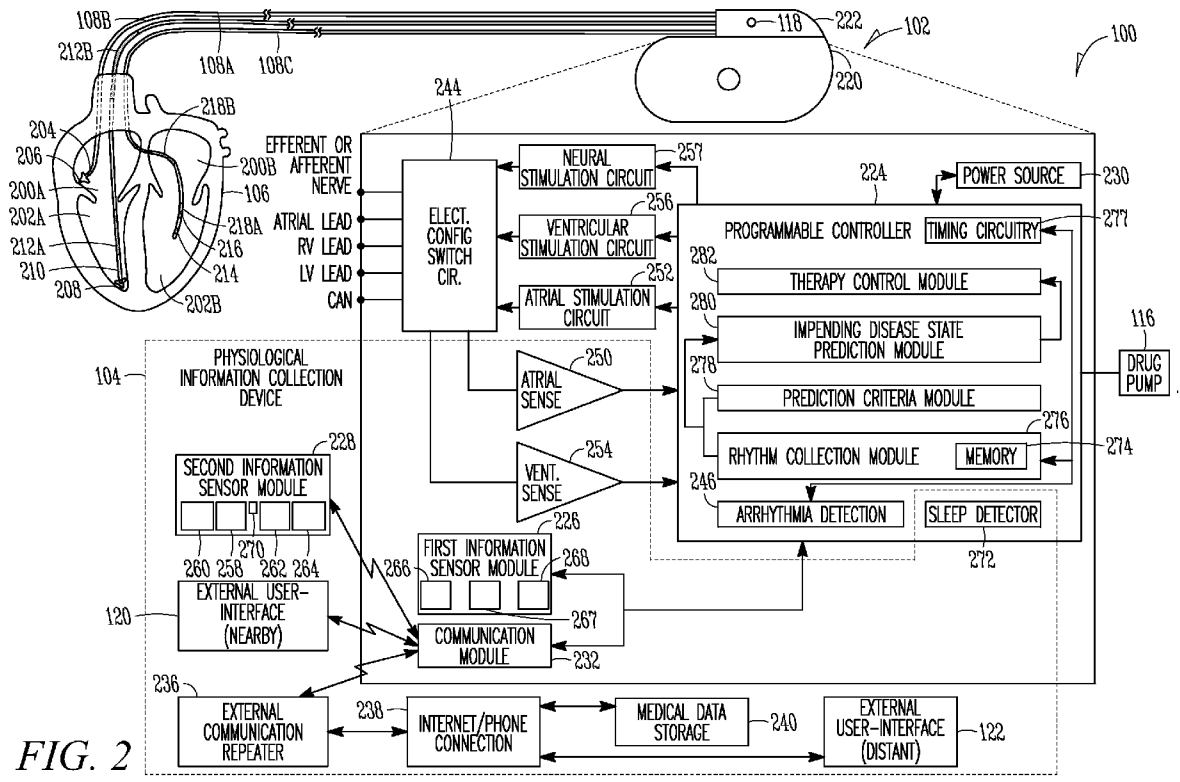 108B
212B
108A
108C
118
222
102
220
100
204
206
200A
202A
212A
210
208
218B
200B
106
218A
216
214
202B
244
EFFERENT OR
AFFERENT
NERVE
ATRIAL LEAD
RV LEAD
LV LEAD
CAN
ELECT.
CONFIG
SWITCH
CIR.
NEURAL
STIMULATION CIRCUIT
257
VENTRICULAR
STIMULATION CIRCUIT
256
ATRIAL STIMULATION
CIRCUIT
252
224
POWER SOURCE
230
PROGRAMMABLE CONTROLLER
TIMING CIRCUITRY
277
282
THERAPY CONTROL MODULE
280
IMPENDING DISEASE STATE
PREDICTION MODULE
278
PREDICTION CRITERIA MODULE
276
RHYTHM COLLECTION MODULE
MEMORY
274
246
ARRHYTHMIA DETECTION
SLEEP DETECTOR
272
116
DRUG
PUMP
104
PHYSIOLOGICAL
INFORMATION COLLECTION
DEVICE
250
ATRIAL
SENSE
254
VENT.
SENSE
228
SECOND INFORMATION
SENSOR MODULE
260
258
270
262
264
226
FIRST INFORMATION
SENSOR MODULE
266
268
267
120
EXTERNAL USER-
INTERFACE
(NEARBY)
COMMUNICATION
MODULE
232
236
EXTERNAL
COMMUNICATION
REPEATER
238
INTERNET/PHONE
CONNECTION
MEDICAL DATA
STORAGE
240
EXTERNAL
USER-INTERFACE
(DISTANT)
122
FIG. 2